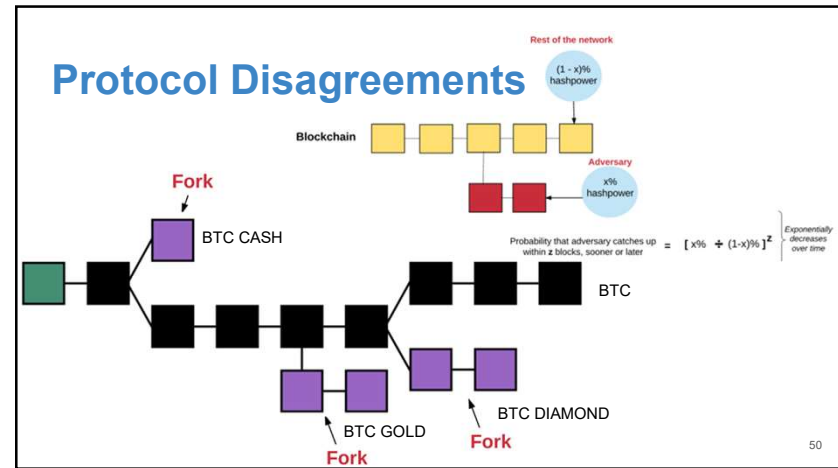 Protocol Disagreements
Rest of the network
(1 - x)%
hashpower
Blockchain
Adversary
x%
hashpower
Probability that adversary catches up
within z blocks, sooner or later
= [ x% ÷ (1-x)% ]^z
Exponentially
decreases
over time
Fork
BTC CASH
BTC
BTC GOLD
Fork
BTC DIAMOND
Fork
50